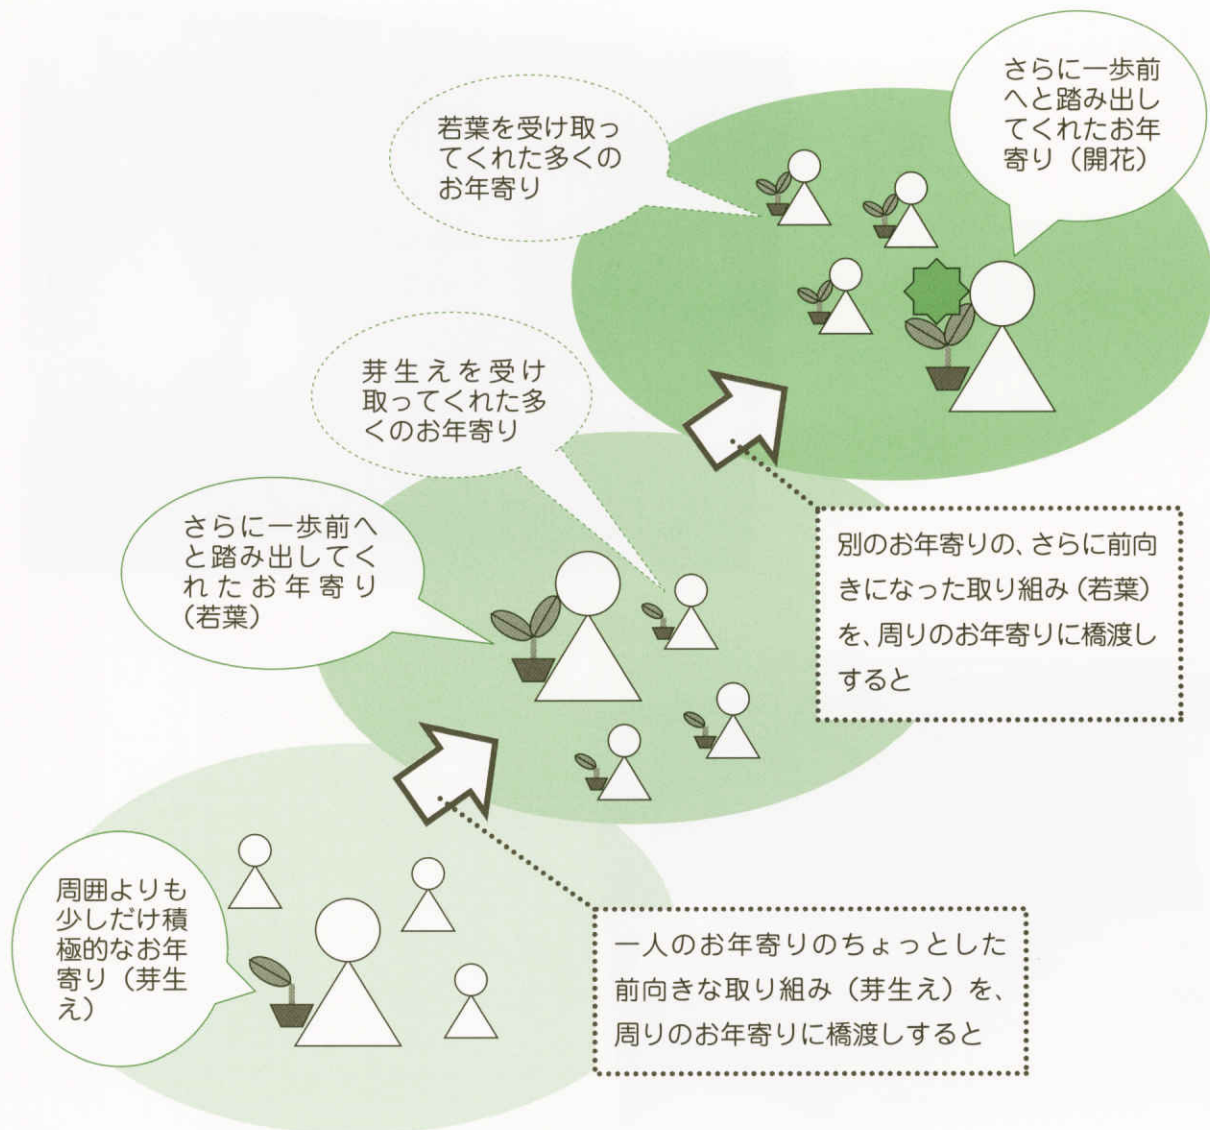 さらに一歩前
へと踏み出し
てくれたお年
寄り（開花）
若葉を受け取っ
てくれた多くの
お年寄り
芽生えを受け
取ってくれた多
くのお年寄り
さらに一歩前へ
と踏み出してく
れたお年寄り
（若葉）
別のお年寄りの、さらに前向
きになった取り組み（若葉）
を、周りのお年寄りに橋渡し
すると
周囲よりも
少しだけ積
極的なお年
寄り（芽生
え）
一人のお年寄りのちょっとした
前向きな取り組み（芽生え）を、
周りのお年寄りに橋渡しすると